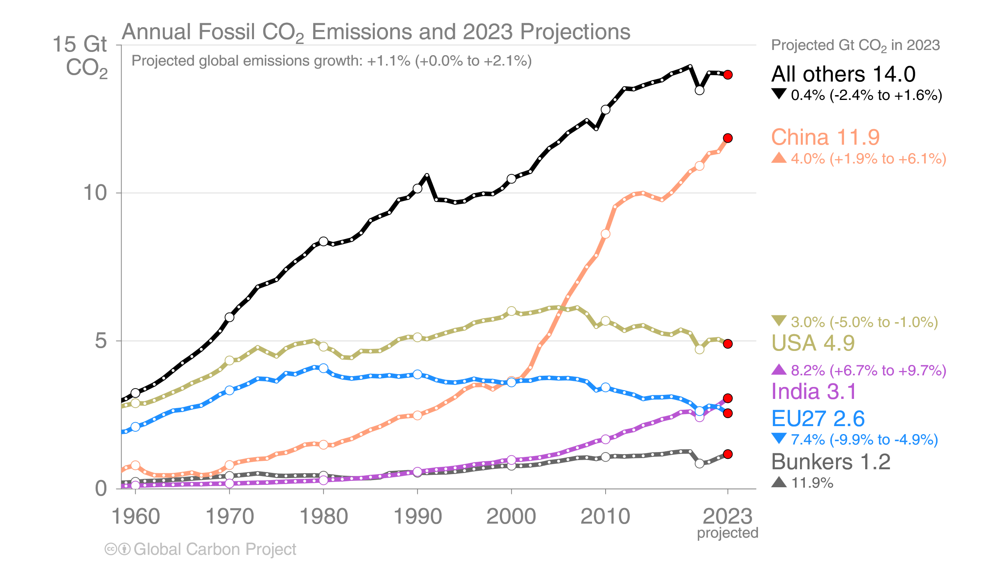 Annual Fossil CO₂ Emissions and 2023 Projections
15 Gt
CO₂
Projected global emissions growth: +1.1% (+0.0% to +2.1%)
10
5
0
1960 1970 1980 1990 2000 2010 2023
projected
Projected Gt CO₂ in 2023
All others 14.0
▼ 0.4% (-2.4% to +1.6%)
China 11.9
▲ 4.0% (+1.9% to +6.1%)
▼ 3.0% (-5.0% to -1.0%)
USA 4.9
▲ 8.2% (+6.7% to +9.7%)
India 3.1
EU27 2.6
▼ 7.4% (-9.9% to -4.9%)
Bunkers 1.2
▲ 11.9%
cc Global Carbon Project